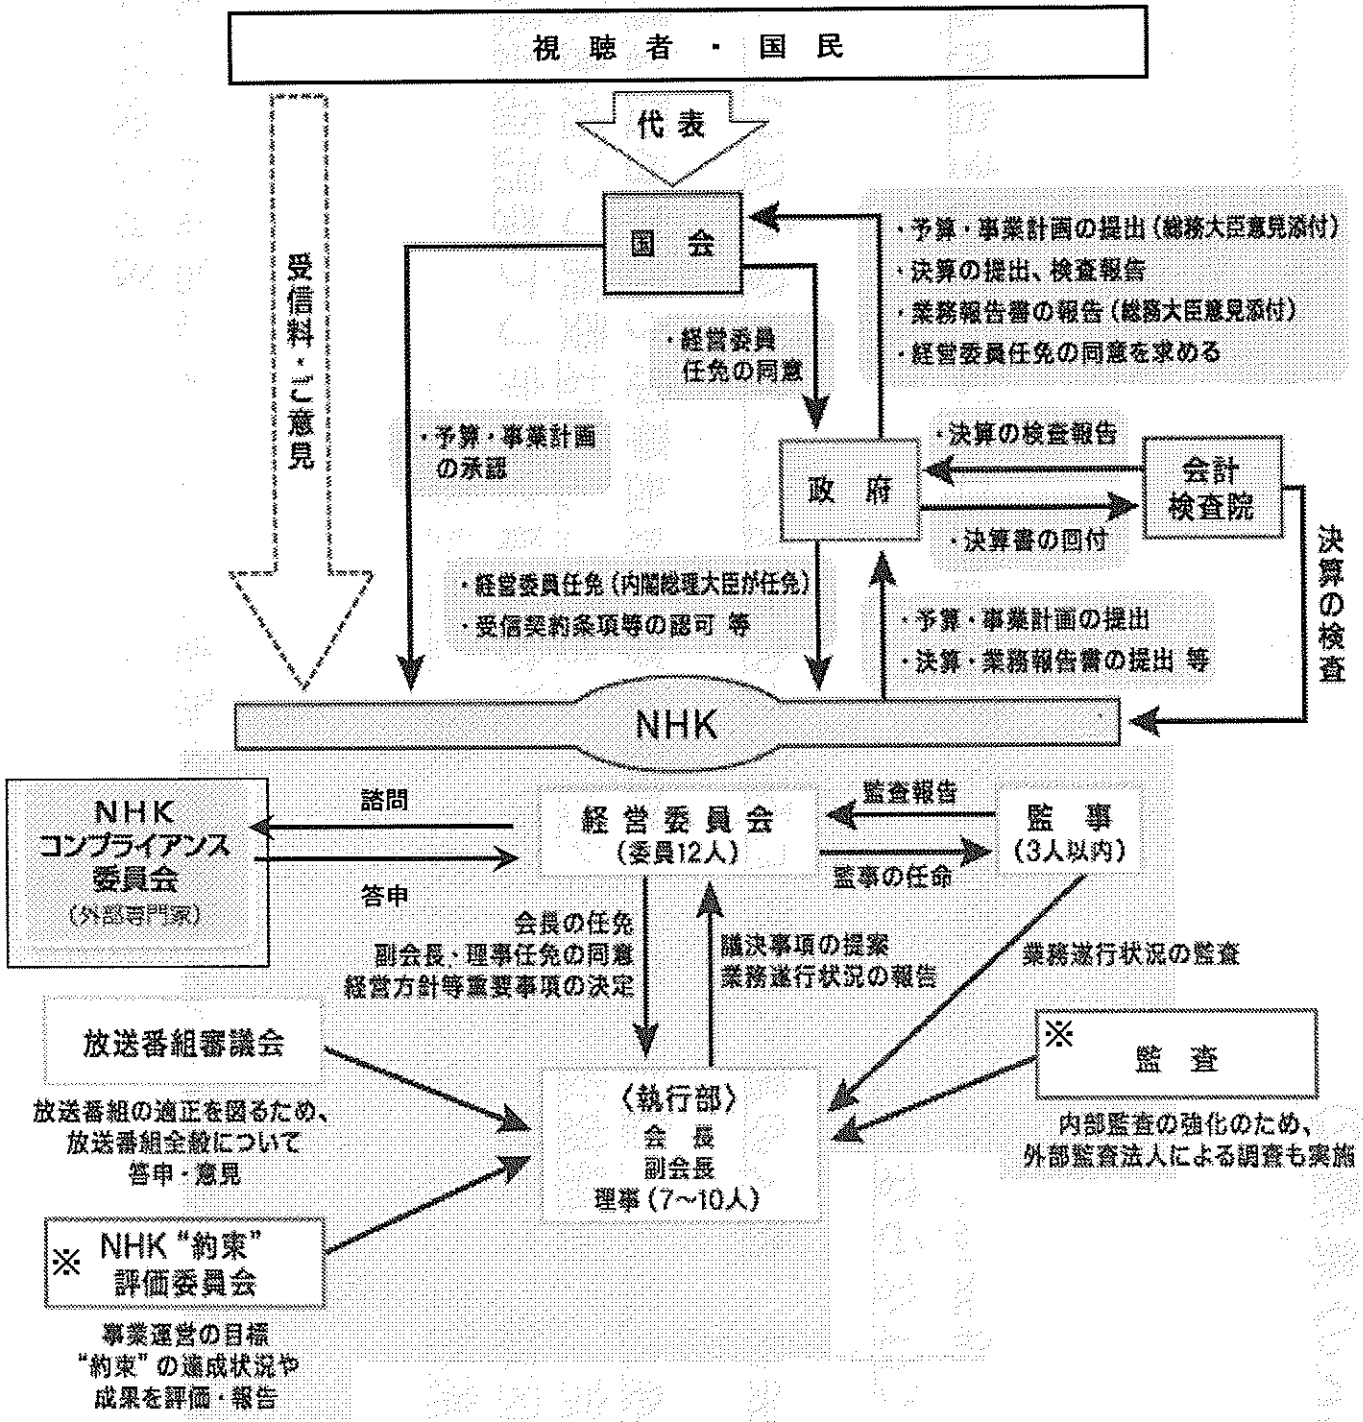 視聴者・国民
代表
国会
・予算・事業計画の提出(総務大臣意見添付)
・決算の提出、検査報告
・業務報告書の報告(総務大臣意見添付)
・経営委員任免の同意を求める
受信料・ご意見
・経営委員
任免の同意
・予算・事業計画
の承認
政府
・決算の検査報告
会計
検査院
・決算書の回付
決算の検査
・経営委員任免(内閣総理大臣が任免)
・受信契約条項等の認可 等
・予算・事業計画の提出
・決算・業務報告書の提出 等
NHK
NHK
コンプライアンス
委員会
(外部専門家)
諮問
答申
経営委員会
(委員12人)
監査報告
監事の任命
監事
(3人以内)
会長の任免
副会長・理事任免の同意
経営方針等重要事項の決定
議決事項の提案
業務遂行状況の報告
業務遂行状況の監査
放送番組審議会
放送番組の適正を図るため、
放送番組全般について
答申・意見
〈執行部〉
会長
副会長
理事(7〜10人)
※
監査
内部監査の強化のため、
外部監査法人による調査も実施
※
NHK“約束”
評価委員会
事業運営の目標
“約束”の達成状況や
成果を評価・報告